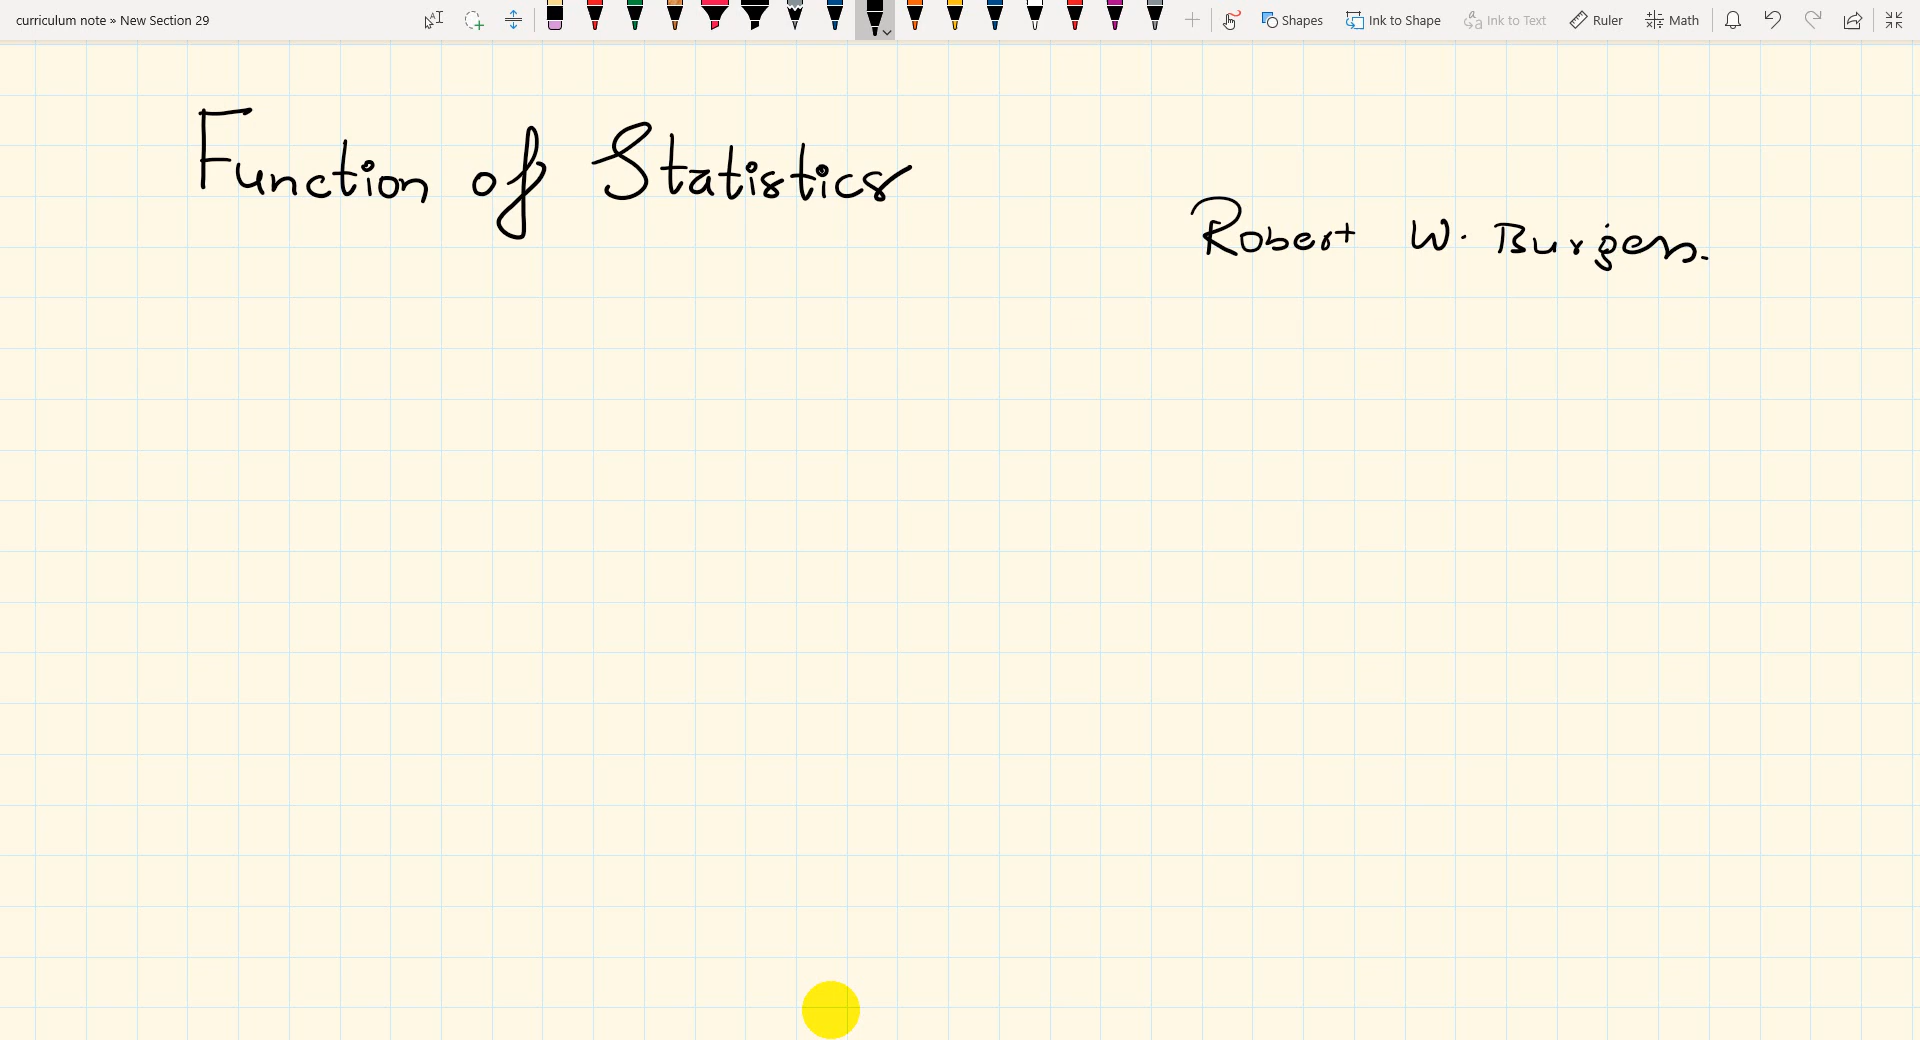 curriculum note » New Section 29
Shapes Ink to Shape Ink to Text Ruler Math
Function of Statistics
Robert W. Burgess.